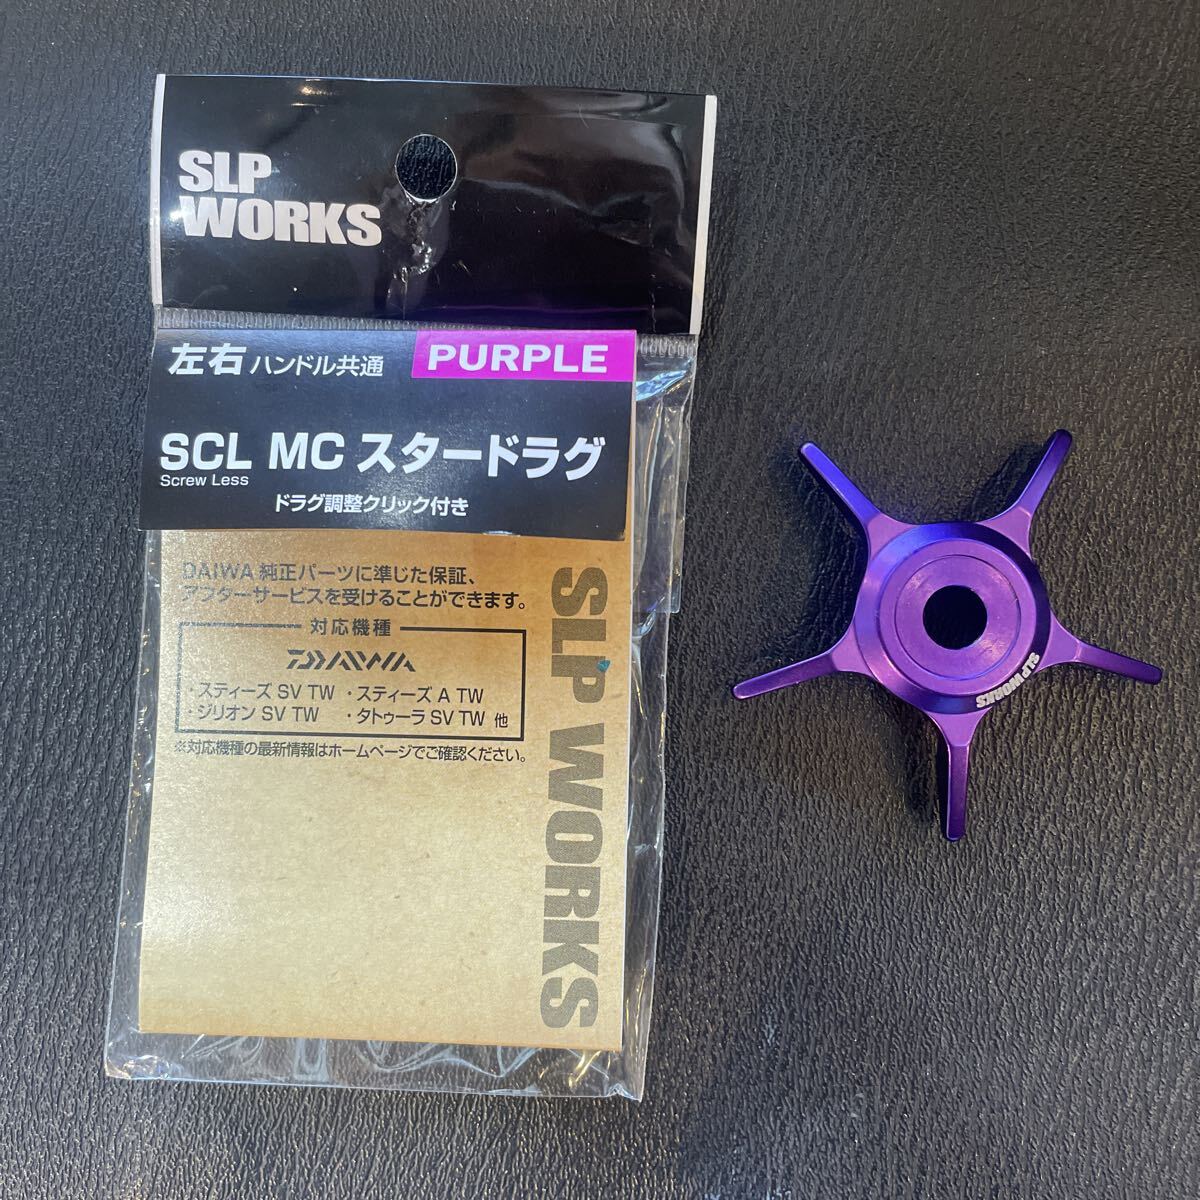 SLP
WORKS
左右 ハンドル共通 PURPLE
SCL MC スタードラグ
Screw Less
ドラグ調整クリック付き
DAIWA 純正パーツに準じた保証、
アフターサービスを受けることができます。
対応機種
DAIWA
・スティーズ SV TW ・スティーズ A TW
・ジリオン SV TW ・タトゥーラ SV TW 他
※対応機種の最新情報はホームページでご確認ください。
SLP WORKS
SLP WORKS